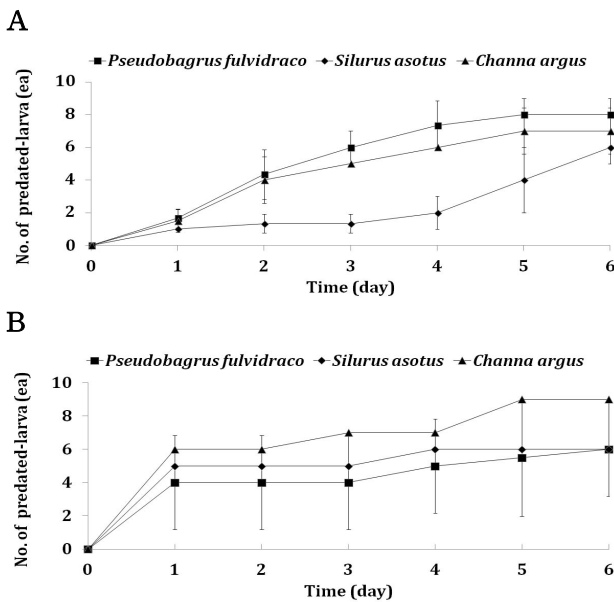 A
Pseudobagrus fulvidraco Silurus asotus Channa argus
No. of predated-larva (ea)
10
8
6
4
2
0
0 1 2 3 4 5 6
Time (day)
B
Pseudobagrus fulvidraco Silurus asotus Channa argus
No. of predated-larva (ea)
10
8
6
4
2
0
0 1 2 3 4 5 6
Time (day)